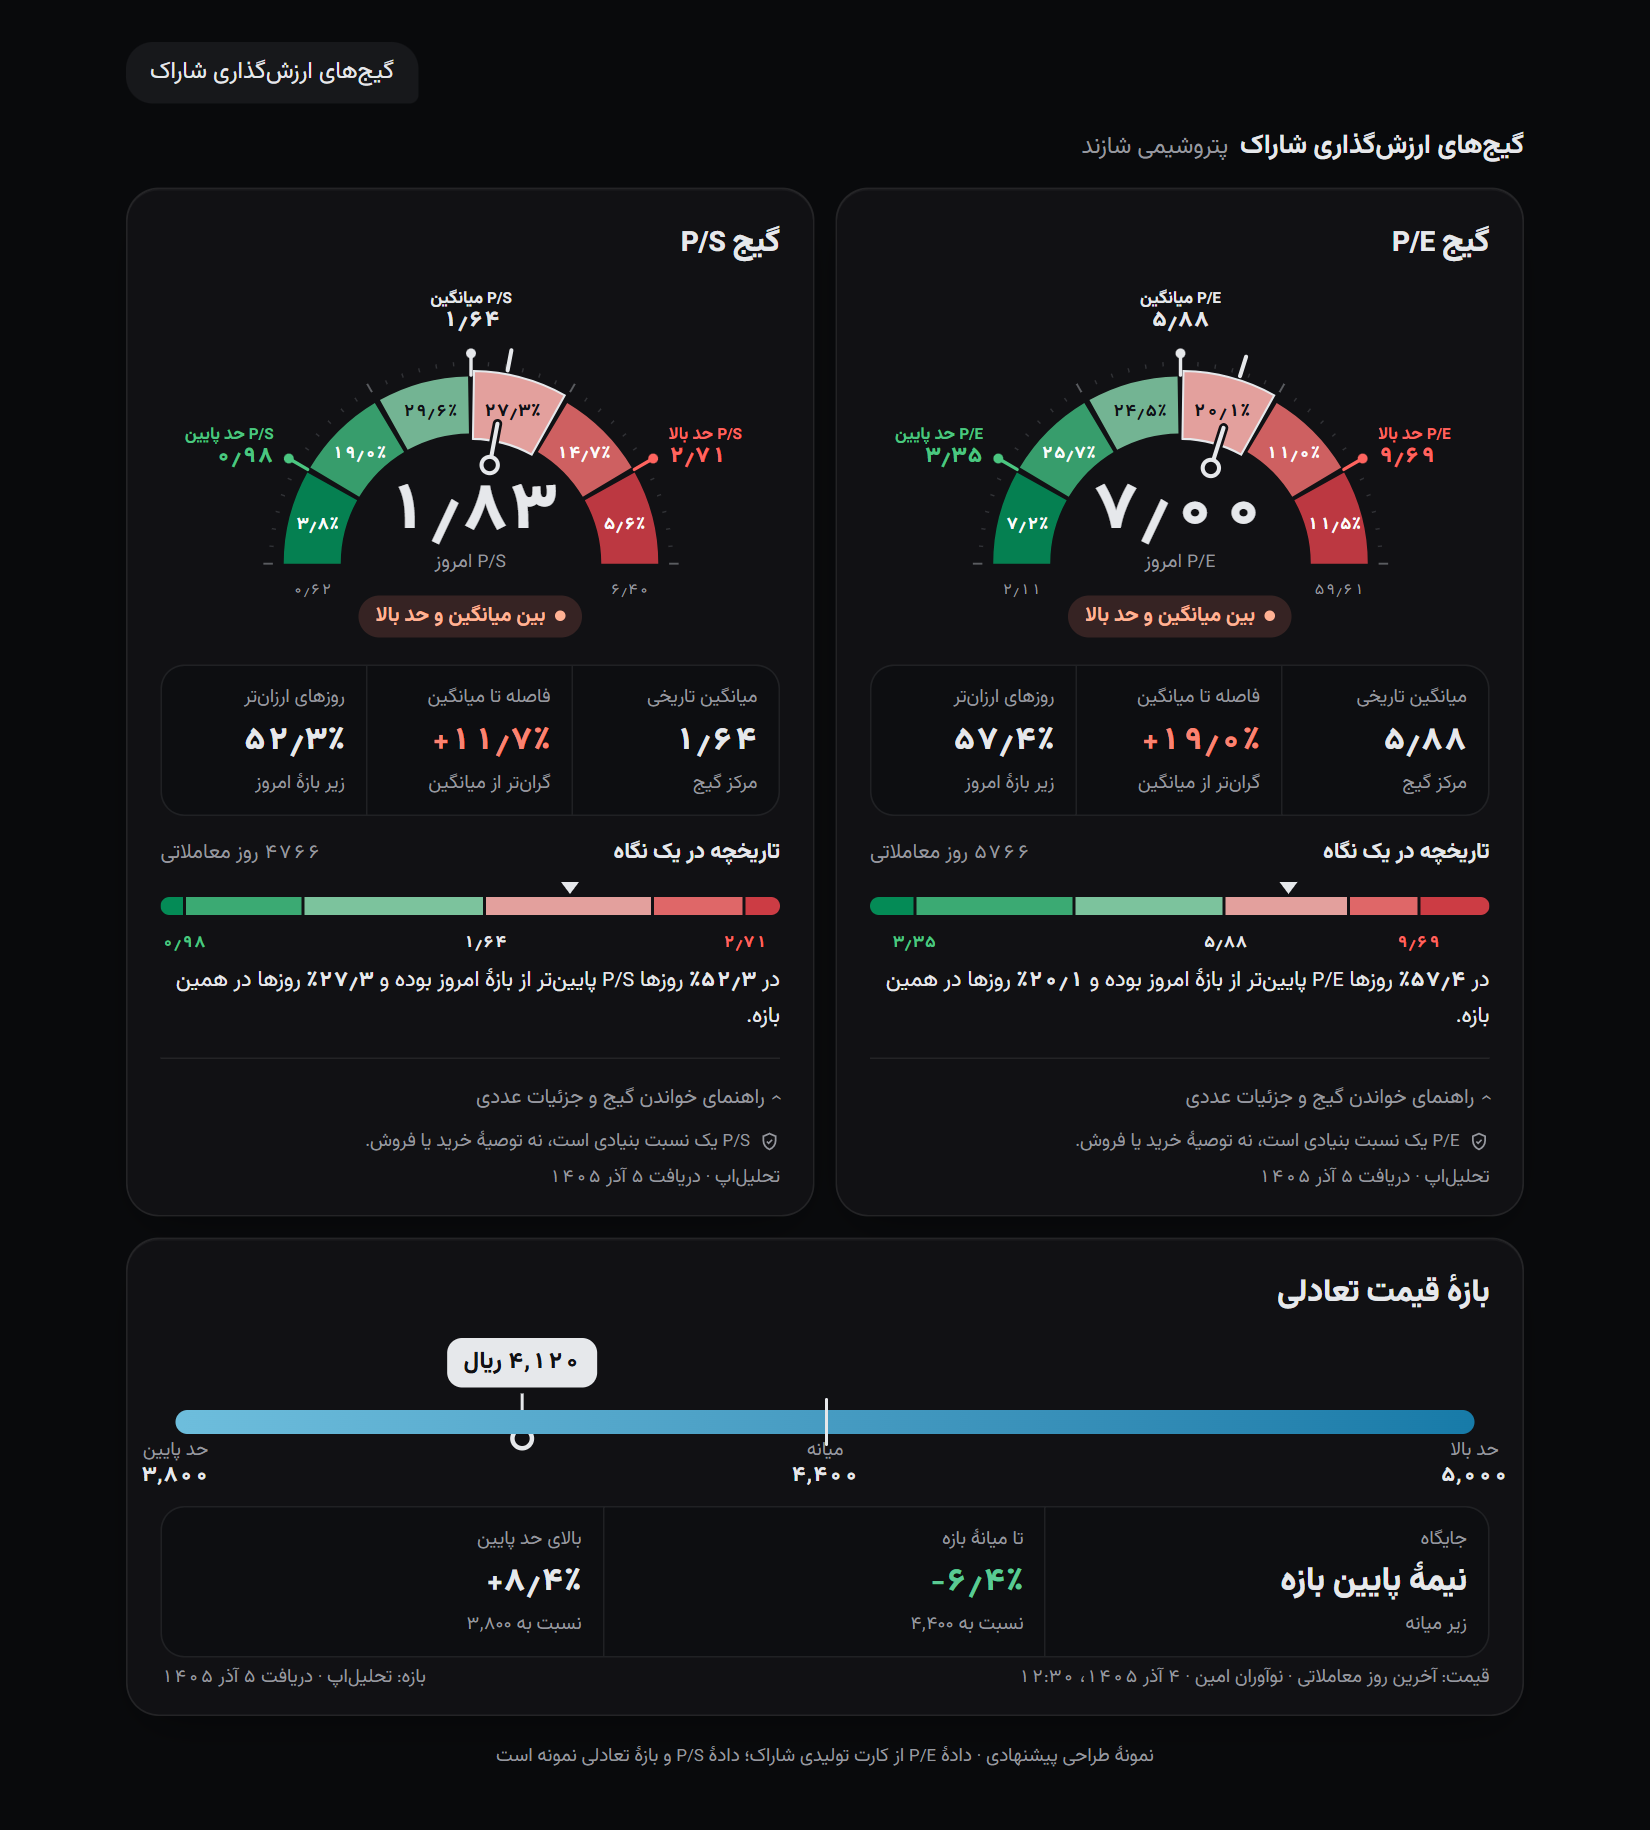 گیج‌های ارزش‌گذاری شاراک
گیج‌های ارزش‌گذاری شاراک پتروشیمی شازند
گیج P/E
P/E میانگین
۵٫۸۸
P/E حد پایین
۳٫۳۵
P/E حد بالا
۹٫۶۹
۷٫۲٪
۲۵٫۷٪
۲۴٫۵٪
۲۰٫۱٪
۱۱٫۰٪
۱۱٫۵٪
۷٫۰۰
P/E امروز
۲٫۱۱
۵۹٫۶۱
بین میانگین و حد بالا
میانگین تاریخی
۵٫۸۸
مرکز گیج
فاصله تا میانگین
+۱۹٫۰٪
گران‌تر از میانگین
روزهای ارزان‌تر
۵۷٫۴٪
زیر بازهٔ امروز
تاریخچه در یک نگاه
۵۷۶۶ روز معاملاتی
۳٫۳۵
۵٫۸۸
۹٫۶۹
در ۵۷٫۴٪ روزها P/E پایین‌تر از بازهٔ امروز بوده و ۲۰٫۱٪ روزها در همین
بازه.
راهنمای خواندن گیج و جزئیات عددی
P/E یک نسبت بنیادی است، نه توصیهٔ خرید یا فروش.
تحلیل‌اپ · دریافت ۵ آذر ۱۴۰۵
گیج P/S
P/S میانگین
۱٫۶۴
P/S حد پایین
۰٫۹۸
P/S حد بالا
۲٫۷۱
۳٫۸٪
۱۹٫۰٪
۲۹٫۶٪
۲۷٫۳٪
۱۴٫۷٪
۵٫۶٪
۱٫۸۳
P/S امروز
۰٫۶۲
۶٫۴۰
بین میانگین و حد بالا
میانگین تاریخی
۱٫۶۴
مرکز گیج
فاصله تا میانگین
+۱۱٫۷٪
گران‌تر از میانگین
روزهای ارزان‌تر
۵۲٫۳٪
زیر بازهٔ امروز
تاریخچه در یک نگاه
۴۷۶۶ روز معاملاتی
۰٫۹۸
۱٫۶۴
۲٫۷۱
در ۵۲٫۳٪ روزها P/S پایین‌تر از بازهٔ امروز بوده و ۲۷٫۳٪ روزها در همین
بازه.
راهنمای خواندن گیج و جزئیات عددی
P/S یک نسبت بنیادی است، نه توصیهٔ خرید یا فروش.
تحلیل‌اپ · دریافت ۵ آذر ۱۴۰۵
بازهٔ قیمت تعادلی
۴,۱۲۰ ریال
حد بالا
۵,۰۰۰
میانه
۴,۴۰۰
حد پایین
۳,۸۰۰
جایگاه
نیمهٔ پایین بازه
زیر میانه
تا میانهٔ بازه
−۶٫۴٪
نسبت به ۴,۴۰۰
بالای حد پایین
+۸٫۴٪
نسبت به ۳,۸۰۰
قیمت: آخرین روز معاملاتی · نوآوران امین · ۴ آذر ۱۴۰۵، ۱۲:۳۰
بازه: تحلیل‌اپ · دریافت ۵ آذر ۱۴۰۵
نمونهٔ طراحی پیشنهادی · دادهٔ P/E از کارت تولیدی شاراک؛ دادهٔ P/S و بازهٔ تعادلی نمونه است